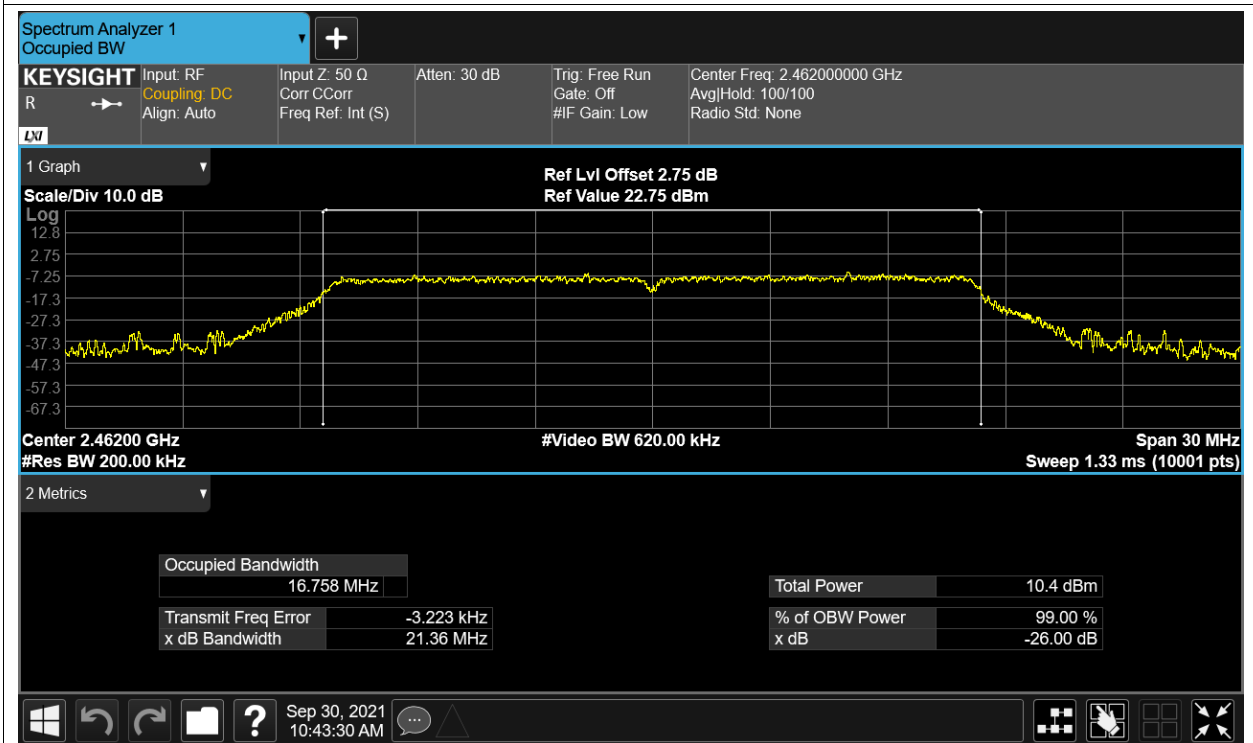 Spectrum Analyzer 1
Occupied BW
KEYSIGHT
R
LXI
Input: RF
Coupling: DC
Align: Auto
Input Z: 50 Ω
Corr CCorr
Freq Ref: Int (S)
Atten: 30 dB
Trig: Free Run
Gate: Off
#IF Gain: Low
Center Freq: 2.462000000 GHz
Avg|Hold: 100/100
Radio Std: None
1 Graph
Scale/Div 10.0 dB
Ref Lvl Offset 2.75 dB
Ref Value 22.75 dBm
Log
12.8
2.75
-7.25
-17.3
-27.3
-37.3
-47.3
-57.3
-67.3
Center 2.46200 GHz
#Res BW 200.00 kHz
#Video BW 620.00 kHz
Span 30 MHz
Sweep 1.33 ms (10001 pts)
2 Metrics
Occupied Bandwidth
16.758 MHz
Transmit Freq Error -3.223 kHz
x dB Bandwidth 21.36 MHz
Total Power 10.4 dBm
% of OBW Power 99.00 %
x dB -26.00 dB
Sep 30, 2021
10:43:30 AM